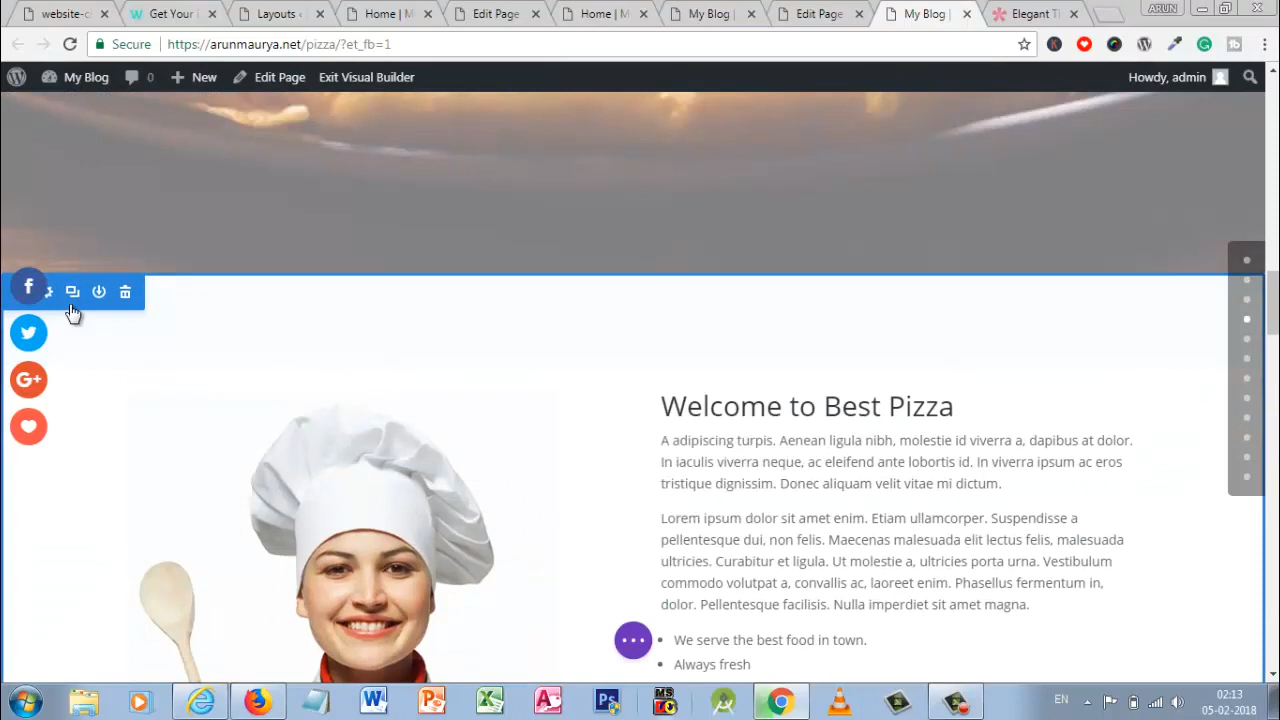 website-c
Get Your i
Layouts ‹
Home | M
Edit Page
Home | M
My Blog |
Edit Page
My Blog |
Elegant Tl
ARUN
Secure https://arunmaurya.net/pizza/?et_fb=1
My Blog 0 New Edit Page Exit Visual Builder Howdy, admin
Welcome to Best Pizza
A adipiscing turpis. Aenean ligula nibh, molestie id viverra a, dapibus at dolor.
In iaculis viverra neque, ac eleifend ante lobortis id. In viverra ipsum ac eros
tristique dignissim. Donec aliquam velit vitae mi dictum.
Lorem ipsum dolor sit amet enim. Etiam ullamcorper. Suspendisse a
pellentesque dui, non felis. Maecenas malesuada elit lectus felis, malesuada
ultricies. Curabitur et ligula. Ut molestie a, ultricies porta urna. Vestibulum
commodo volutpat a, convallis ac, laoreet enim. Phasellus fermentum in,
dolor. Pellentesque facilisis. Nulla imperdiet sit amet magna.
• We serve the best food in town.
• Always fresh
EN
02:13
05-02-2018